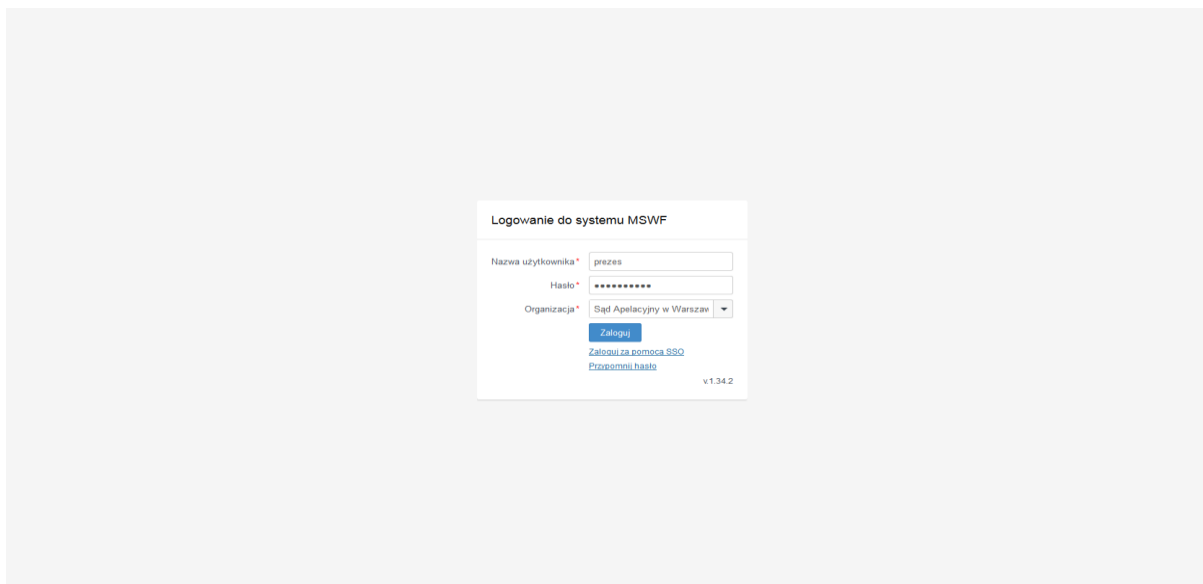 Logowanie do systemu MSWF
Nazwa użytkownika* prezes
Hasło* ••••••••••
Organizacja* Sąd Apelacyjny w Warszaw
Zaloguj
Zaloguj za pomocą SSO
Przypomnij hasło
v.1.34.2